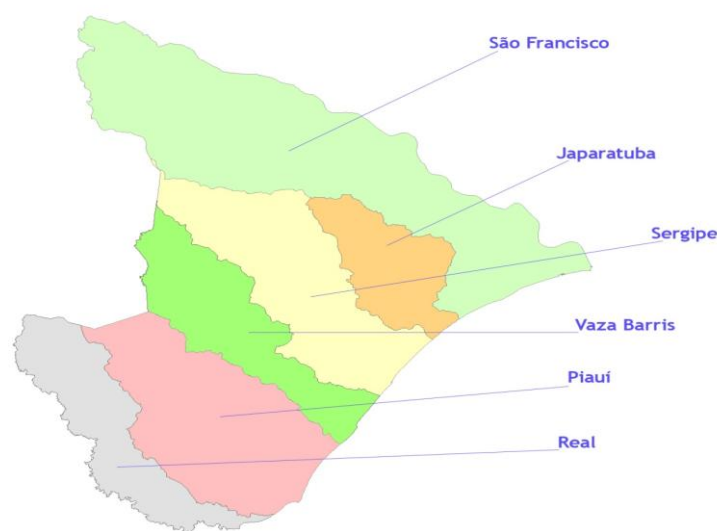 São Francisco
Japaratuba
Sergipe
Vaza Barris
Piauí
Real